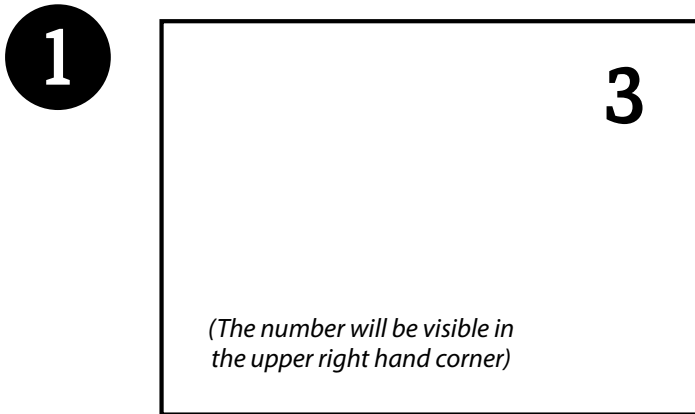 1
3
(The number will be visible in
the upper right hand corner)